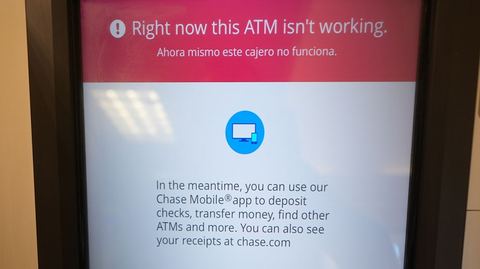 Right now this ATM isn't working.
Ahora mismo este cajero no funciona.
In the meantime, you can use our
Chase Mobile® app to deposit
checks, transfer money, find other
ATMs and more. You can also see
your receipts at chase.com